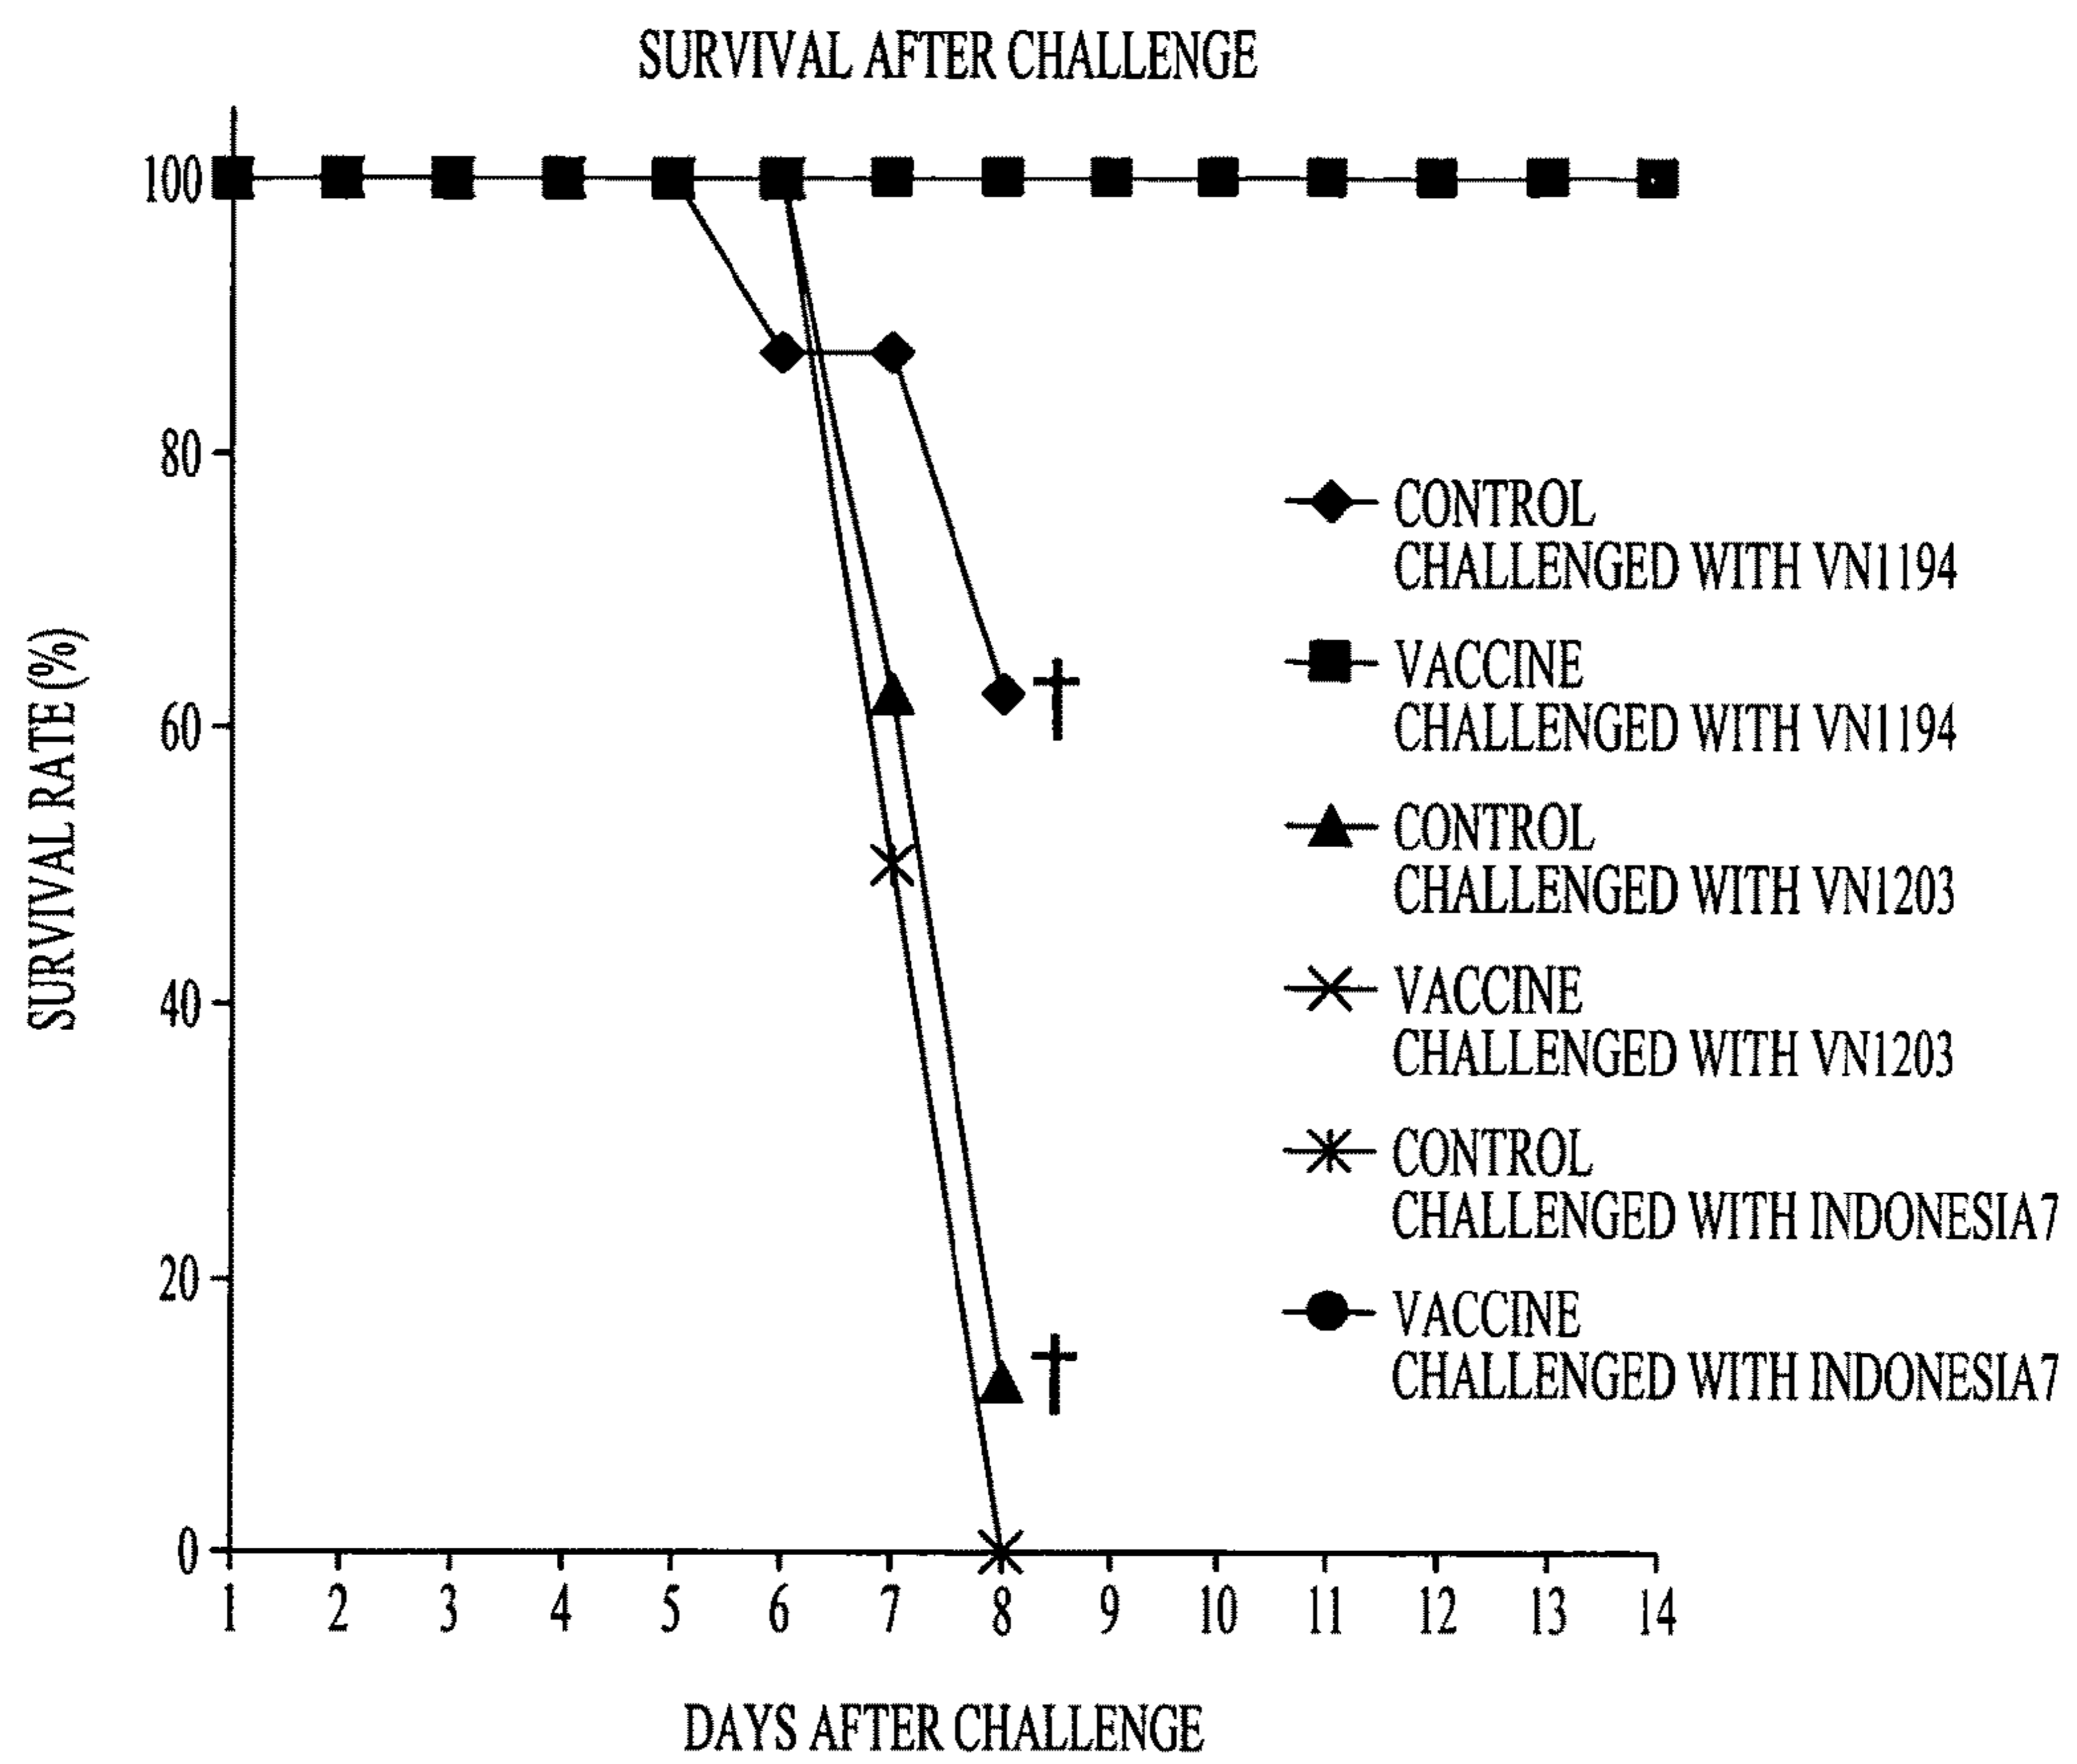 SURVIVAL AFTER CHALLENGE
100
80
60
40
20
0
SURVIVAL RATE (%)
1 2 3 4 5 6 7 8 9 10 11 12 13 14
DAYS AFTER CHALLENGE
†
†
CONTROL
CHALLENGED WITH VN1194
VACCINE
CHALLENGED WITH VN1194
CONTROL
CHALLENGED WITH VN1203
VACCINE
CHALLENGED WITH VN1203
CONTROL
CHALLENGED WITH INDONESIA7
VACCINE
CHALLENGED WITH INDONESIA7